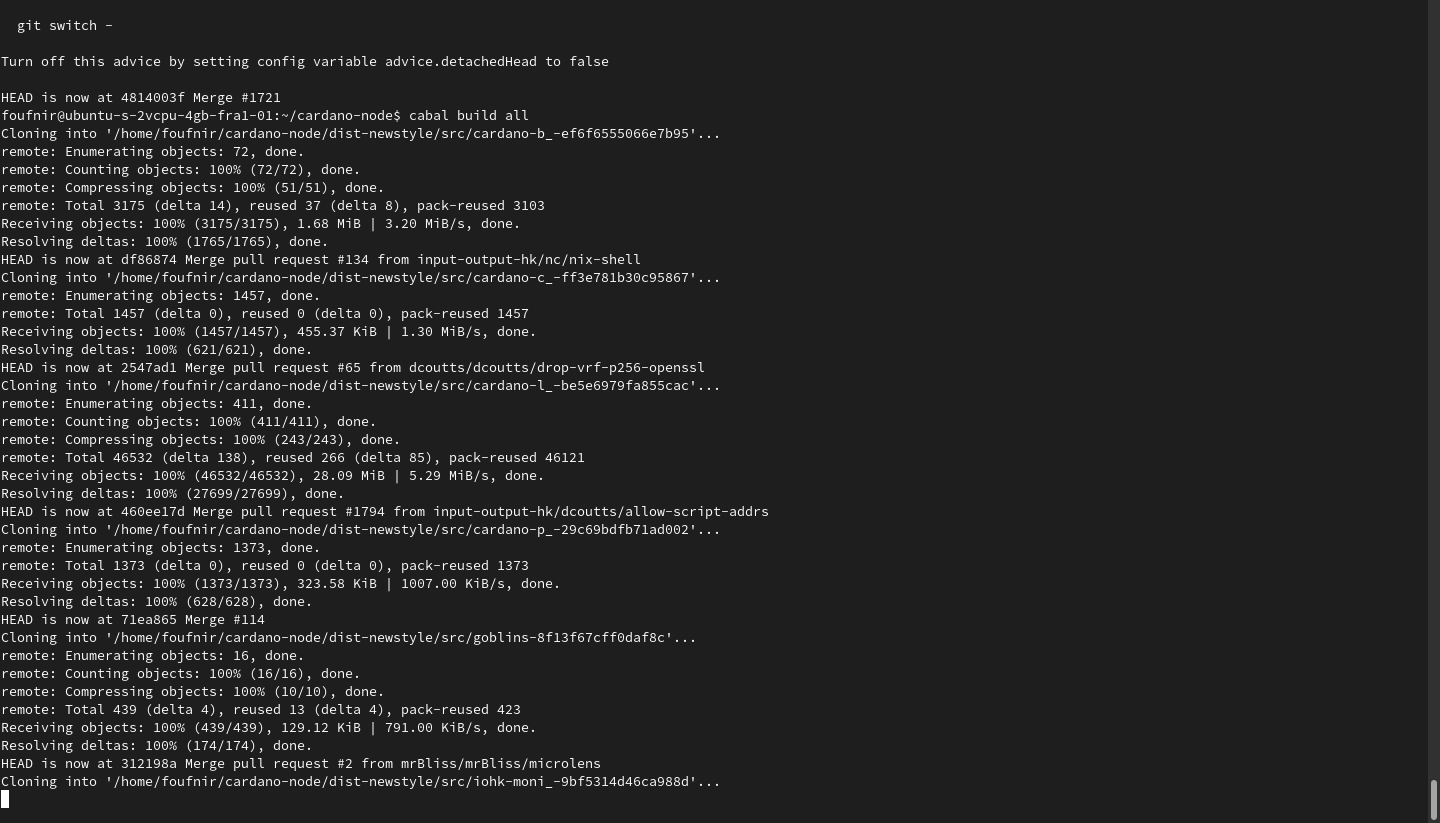 git switch -
Turn off this advice by setting config variable advice.detachedHead to false
HEAD is now at 4814003f Merge #1721
foufnir@ubuntu-s-2vcpu-4gb-fra1-01:~/cardano-node$ cabal build all
Cloning into '/home/foufnir/cardano-node/dist-newstyle/src/cardano-b_-ef6f6555066e7b95'...
remote: Enumerating objects: 72, done.
remote: Counting objects: 100% (72/72), done.
remote: Compressing objects: 100% (51/51), done.
remote: Total 3175 (delta 14), reused 37 (delta 8), pack-reused 3103
Receiving objects: 100% (3175/3175), 1.68 MiB | 3.20 MiB/s, done.
Resolving deltas: 100% (1765/1765), done.
HEAD is now at df86874 Merge pull request #134 from input-output-hk/nc/nix-shell
Cloning into '/home/foufnir/cardano-node/dist-newstyle/src/cardano-c_-ff3e781b30c95867'...
remote: Enumerating objects: 1457, done.
remote: Total 1457 (delta 0), reused 0 (delta 0), pack-reused 1457
Receiving objects: 100% (1457/1457), 455.37 KiB | 1.30 MiB/s, done.
Resolving deltas: 100% (621/621), done.
HEAD is now at 2547ad1 Merge pull request #65 from dcoutts/dcoutts/drop-vrf-p256-openssl
Cloning into '/home/foufnir/cardano-node/dist-newstyle/src/cardano-l_-be5e6979fa855cac'...
remote: Enumerating objects: 411, done.
remote: Counting objects: 100% (411/411), done.
remote: Compressing objects: 100% (243/243), done.
remote: Total 46532 (delta 138), reused 266 (delta 85), pack-reused 46121
Receiving objects: 100% (46532/46532), 28.09 MiB | 5.29 MiB/s, done.
Resolving deltas: 100% (27699/27699), done.
HEAD is now at 460ee17d Merge pull request #1794 from input-output-hk/dcoutts/allow-script-addrs
Cloning into '/home/foufnir/cardano-node/dist-newstyle/src/cardano-p_-29c69bdfb71ad002'...
remote: Enumerating objects: 1373, done.
remote: Total 1373 (delta 0), reused 0 (delta 0), pack-reused 1373
Receiving objects: 100% (1373/1373), 323.58 KiB | 1007.00 KiB/s, done.
Resolving deltas: 100% (628/628), done.
HEAD is now at 71ea865 Merge #114
Cloning into '/home/foufnir/cardano-node/dist-newstyle/src/goblins-8f13f67cff0daf8c'...
remote: Enumerating objects: 16, done.
remote: Counting objects: 100% (16/16), done.
remote: Compressing objects: 100% (10/10), done.
remote: Total 439 (delta 4), reused 13 (delta 4), pack-reused 423
Receiving objects: 100% (439/439), 129.12 KiB | 791.00 KiB/s, done.
Resolving deltas: 100% (174/174), done.
HEAD is now at 312198a Merge pull request #2 from mrBliss/mrBliss/microlens
Cloning into '/home/foufnir/cardano-node/dist-newstyle/src/iohk-moni_-9bf5314d46ca988d'...